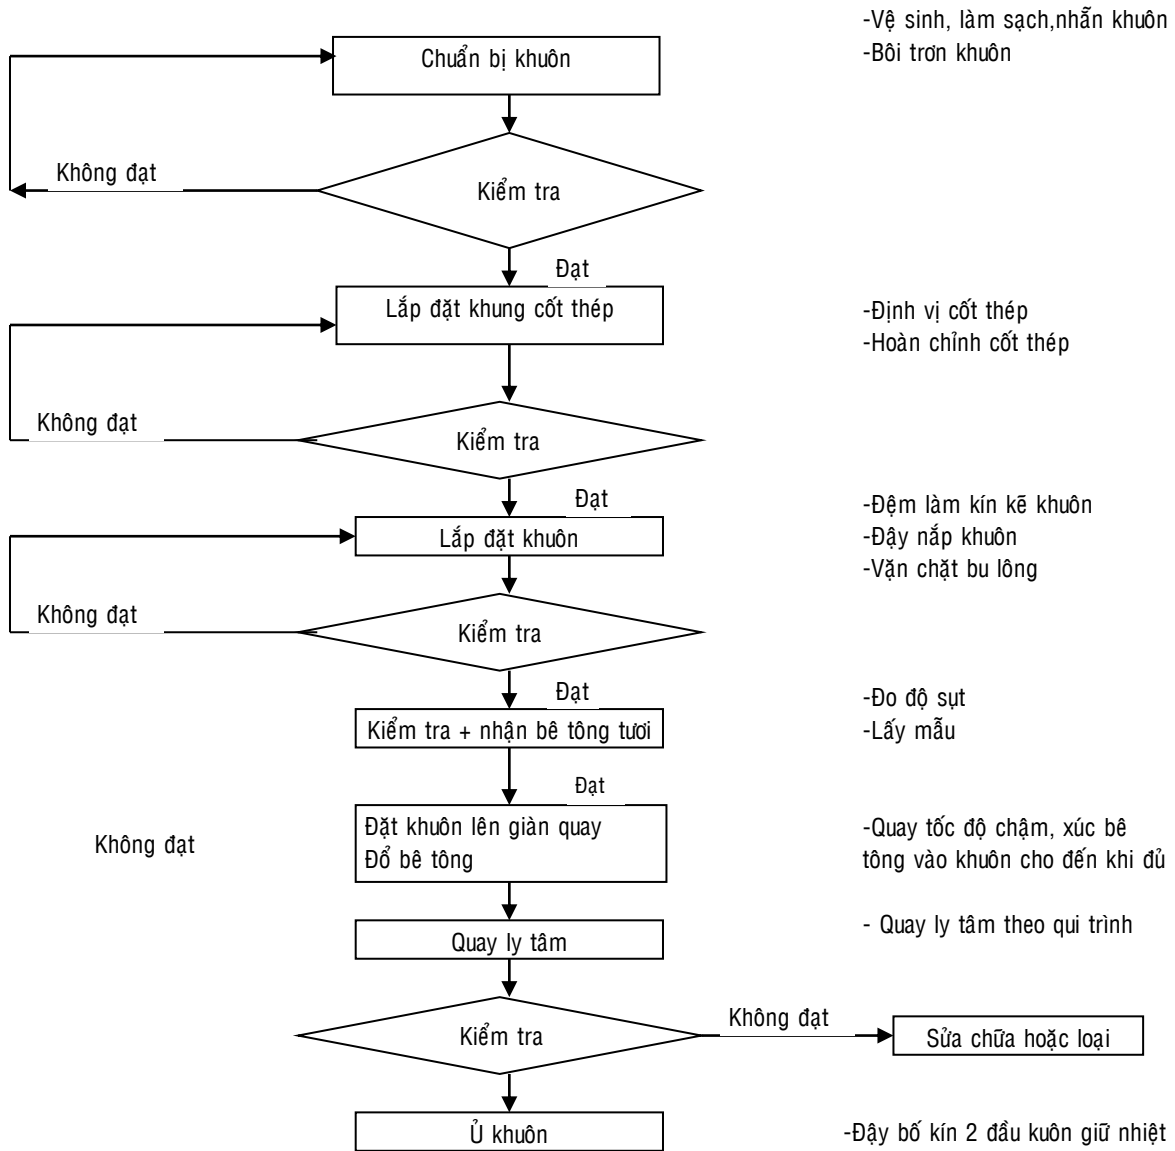 -Vệ sinh, làm sạch,nhẵn khuôn
Chuẩn bị khuôn
-Bôi trơn khuôn
Không đạt
Kiểm tra
Đạt
Lắp đặt khung cốt thép
-Định vị cốt thép
-Hoàn chỉnh cốt thép
Không đạt
Kiểm tra
Đạt
-Đệm làm kín kẽ khuôn
Lắp đặt khuôn
-Đậy nắp khuôn
-Vặn chặt bu lông
Không đạt
Kiểm tra
Đạt
-Đo độ sụt
Kiểm tra + nhận bê tông tươi
-Lấy mẫu
Đạt
Đặt khuôn lên giàn quay
Đổ bê tông
Không đạt
-Quay tốc độ chậm, xúc bê
tông vào khuôn cho đến khi đủ
- Quay ly tâm theo qui trình
Quay ly tâm
Không đạt
Kiểm tra
Sửa chữa hoặc loại
Ủ khuôn
-Đậy bố kín 2 đầu kuôn giữ nhiệt